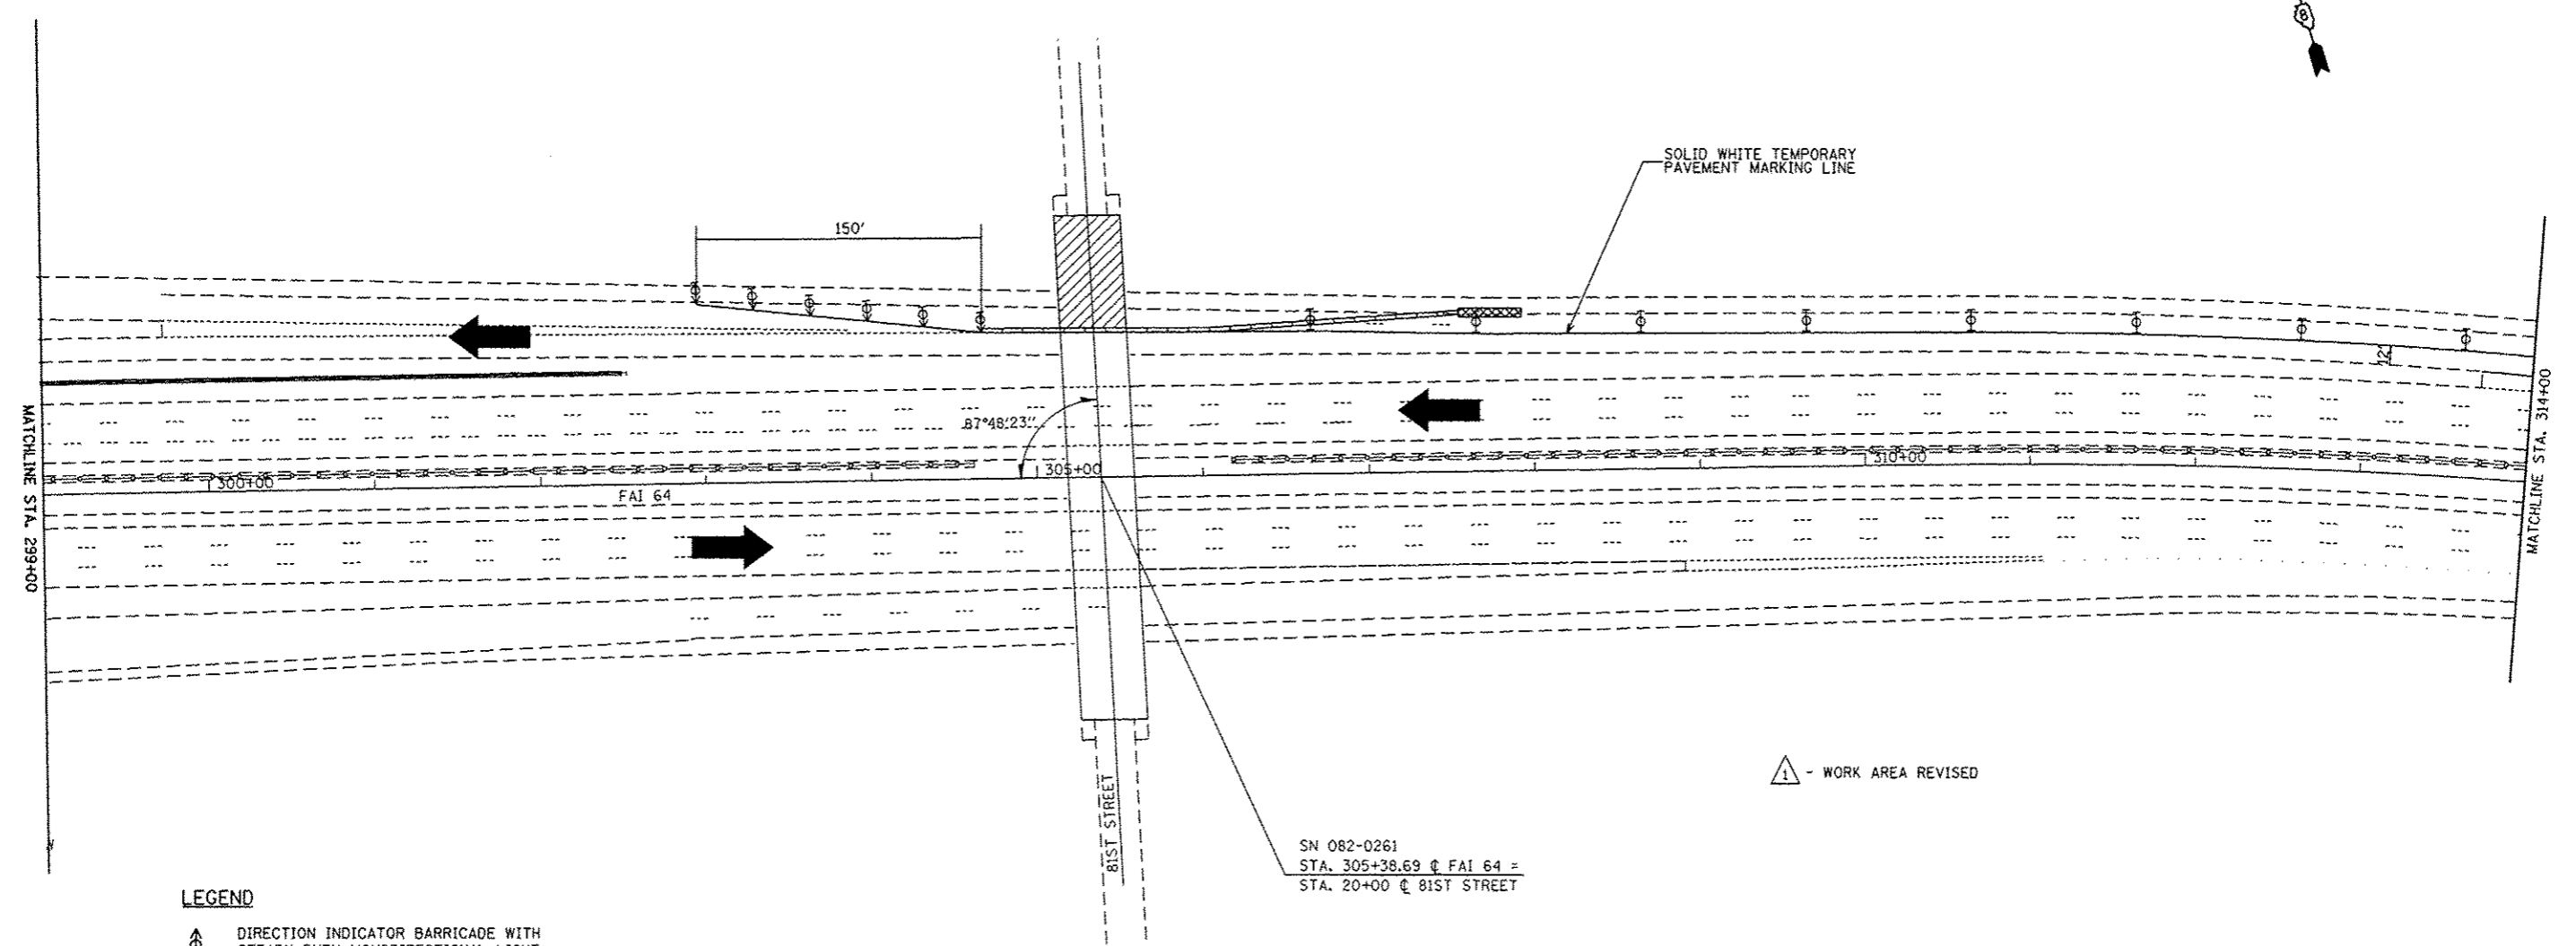 8
SOLID WHITE TEMPORARY
PAVEMENT MARKING LINE
150'
12'
87°48'23"
MATCHLINE STA. 299+00
300+00
305+00
310+00
MATCHLINE STA. 314+00
FAI 64
1 - WORK AREA REVISED
81ST STREET
SN 082-0261
STA. 305+38.69 ℄ FAI 64 =
STA. 20+00 ℄ 81ST STREET
LEGEND
DIRECTION INDICATOR BARRICADE WITH